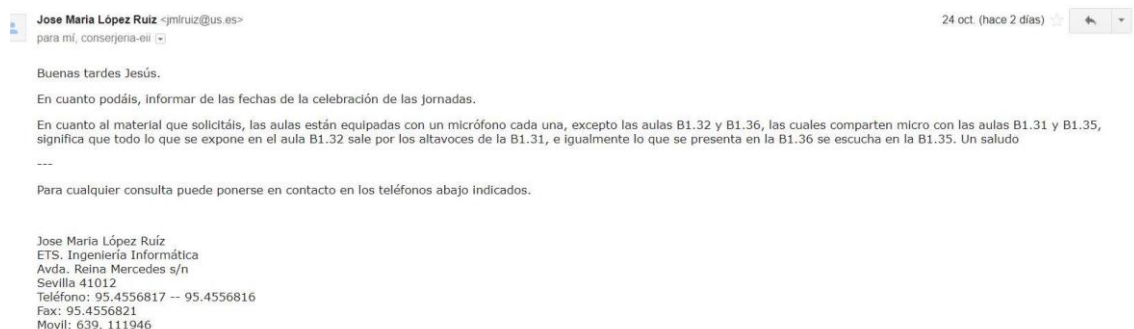 Jose Maria López Ruiz <jmlruiz@us.es>
24 oct. (hace 2 días)
para mí, conserjeria-eii
Buenas tardes Jesús.
En cuanto podáis, informar de las fechas de la celebración de las jornadas.
En cuanto al material que solicitáis, las aulas están equipadas con un micrófono cada una, excepto las aulas B1.32 y B1.36, las cuales comparten micro con las aulas B1.31 y B1.35,
significa que todo lo que se expone en el aula B1.32 sale por los altavoces de la B1.31, e igualmente lo que se presenta en la B1.36 se escucha en la B1.35. Un saludo
---
Para cualquier consulta puede ponerse en contacto en los teléfonos abajo indicados.
Jose Maria López Ruíz
ETS. Ingeniería Informática
Avda. Reina Mercedes s/n
Sevilla 41012
Teléfono: 95.4556817 -- 95.4556816
Fax: 95.4556821
Movil: 639. 111946